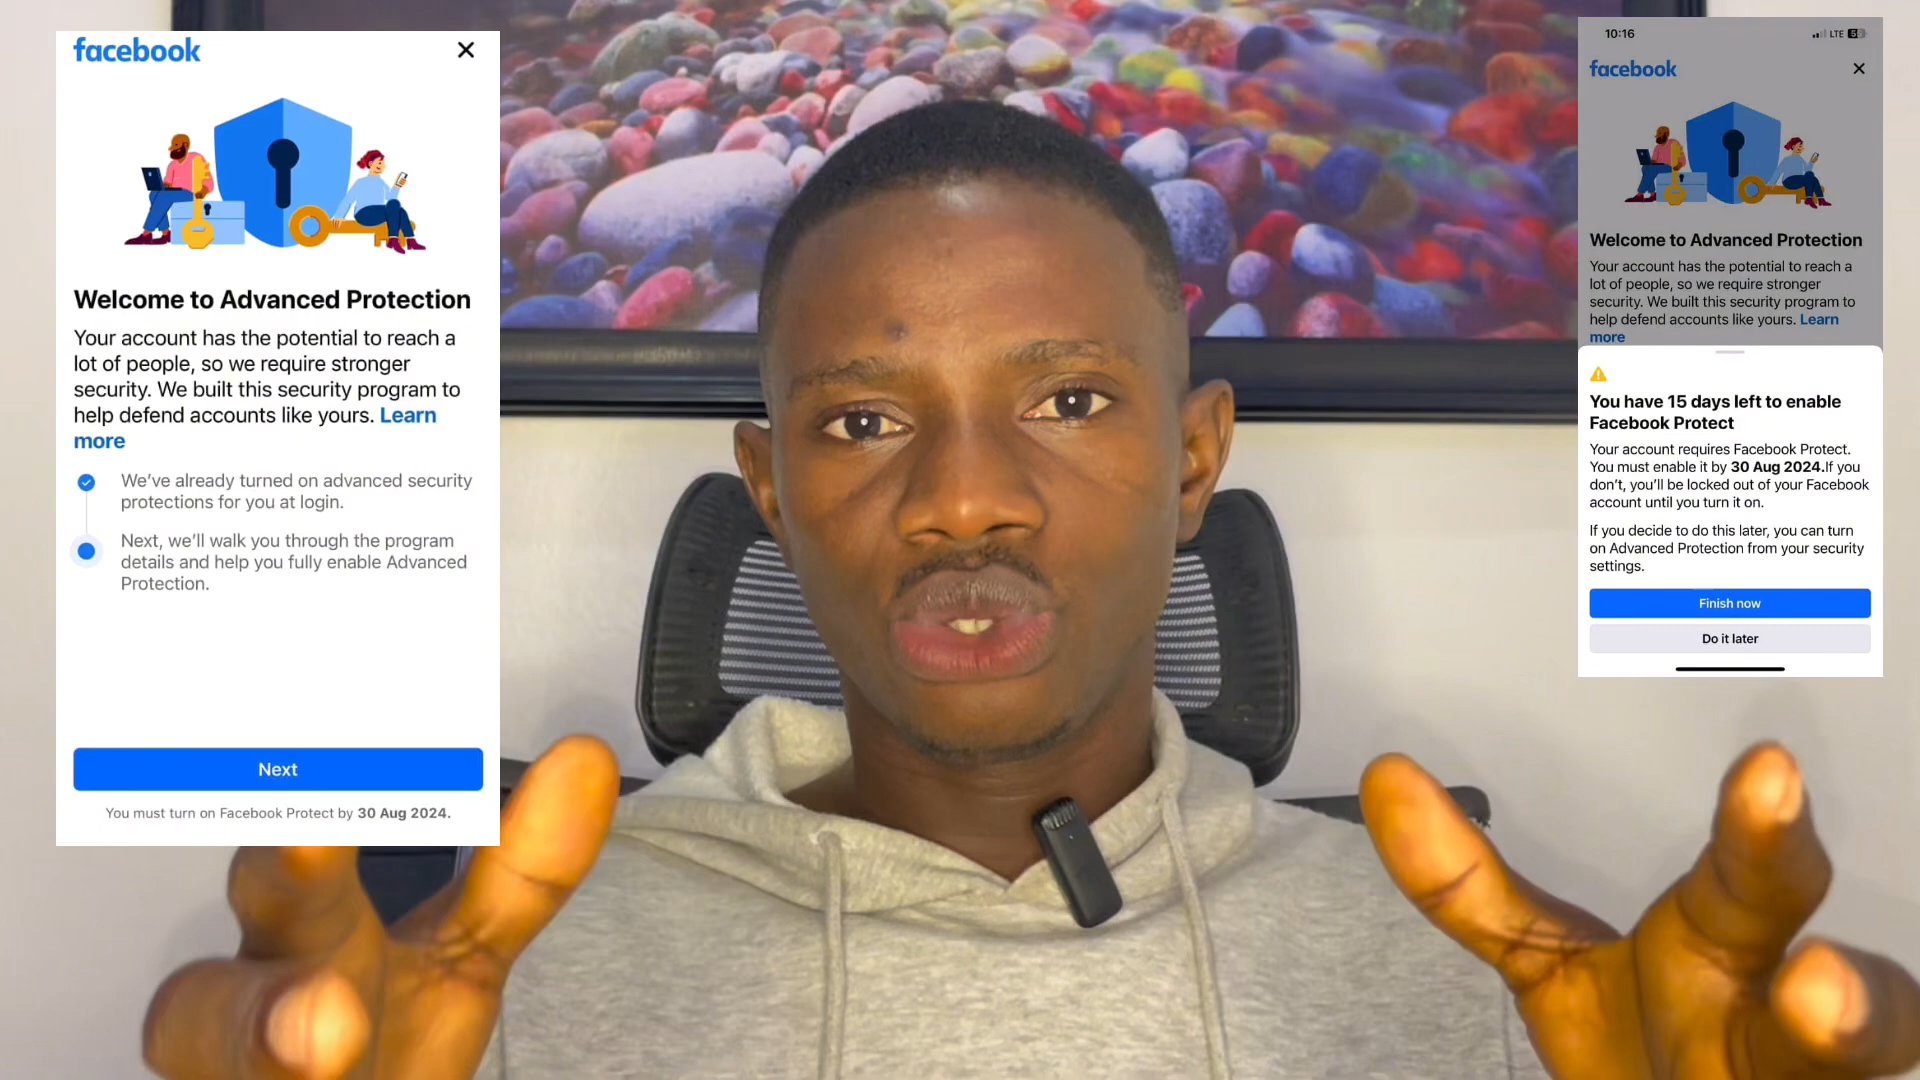 facebook
Welcome to Advanced Protection
Your account has the potential to reach a
lot of people, so we require stronger
security. We built this security program to
help defend accounts like yours. Learn
more
We've already turned on advanced security
protections for you at login.
Next, we'll walk you through the program
details and help you fully enable Advanced
Protection.
Next
You must turn on Facebook Protect by 30 Aug 2024.
10:16
LTE
facebook
Welcome to Advanced Protection
Your account has the potential to reach a
lot of people, so we require stronger
security. We built this security program to
help defend accounts like yours. Learn
more
You have 15 days left to enable
Facebook Protect
Your account requires Facebook Protect.
You must enable it by 30 Aug 2024.If you
don't, you'll be locked out of your Facebook
account until you turn it on.
If you decide to do this later, you can turn
on Advanced Protection from your security
settings.
Finish now
Do it later